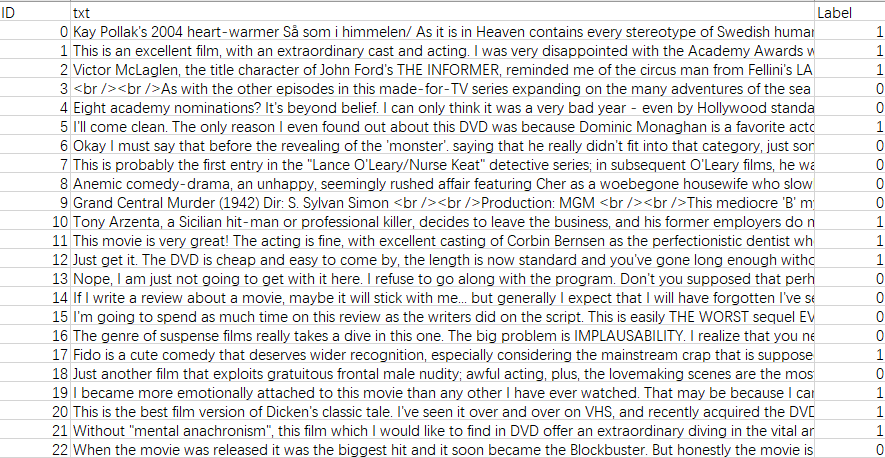 ID txt Label
0 Kay Pollak's 2004 heart-warmer Så som i himmelen/ As it is in Heaven contains every stereotype of Swedish human 1
1 This is an excellent film, with an extraordinary cast and acting. I was very disappointed with the Academy Awards w 1
2 Victor McLaglen, the title character of John Ford's THE INFORMER, reminded me of the circus man from Fellini's LA 1
3 <br /><br />As with the other episodes in this made-for-TV series expanding on the many adventures of the sea 0
4 Eight academy nominations? It's beyond belief. I can only think it was a very bad year - even by Hollywood standa 0
5 I'll come clean. The only reason I even found out about this DVD was because Dominic Monaghan is a favorite acto 1
6 Okay I must say that before the revealing of the 'monster'. saying that he really didn't fit into that category, just son 0
7 This is probably the first entry in the "Lance O'Leary/Nurse Keat" detective series; in subsequent O'Leary films, he wa 0
8 Anemic comedy-drama, an unhappy, seemingly rushed affair featuring Cher as a woebegone housewife who slow 0
9 Grand Central Murder (1942) Dir: S. Sylvan Simon <br /><br />Production: MGM <br /><br />This mediocre 'B' m 0
10 Tony Arzenta, a Sicilian hit-man or professional killer, decides to leave the business, and his former employers do n 1
11 This movie is very great! The acting is fine, with excellent casting of Corbin Bernsen as the perfectionistic dentist wh 1
12 Just get it. The DVD is cheap and easy to come by, the length is now standard and you've gone long enough witho 1
13 Nope, I am just not going to get with it here. I refuse to go along with the program. Don't you supposed that perh 0
14 If I write a review about a movie, maybe it will stick with me... but generally I expect that I will have forgotten I've se 0
15 I'm going to spend as much time on this review as the writers did on the script. This is easily THE WORST sequel EV 0
16 The genre of suspense films really takes a dive in this one. The big problem is IMPLAUSABILITY. I realize that you ne 0
17 Fido is a cute comedy that deserves wider recognition, especially considering the mainstream crap that is suppose 1
18 Just another film that exploits gratuitous frontal male nudity; awful acting, plus, the lovemaking scenes are the mos 0
19 I became more emotionally attached to this movie than any other I have ever watched. That may be because I car 1
20 This is the best film version of Dicken's classic tale. I've seen it over and over on VHS, and recently acquired the DVD 1
21 Without "mental anachronism", this film which I would like to find in DVD offer an extraordinary diving in the vital ar 1
22 When the movie was released it was the biggest hit and it soon became the Blockbuster. But honestly the movie is 0